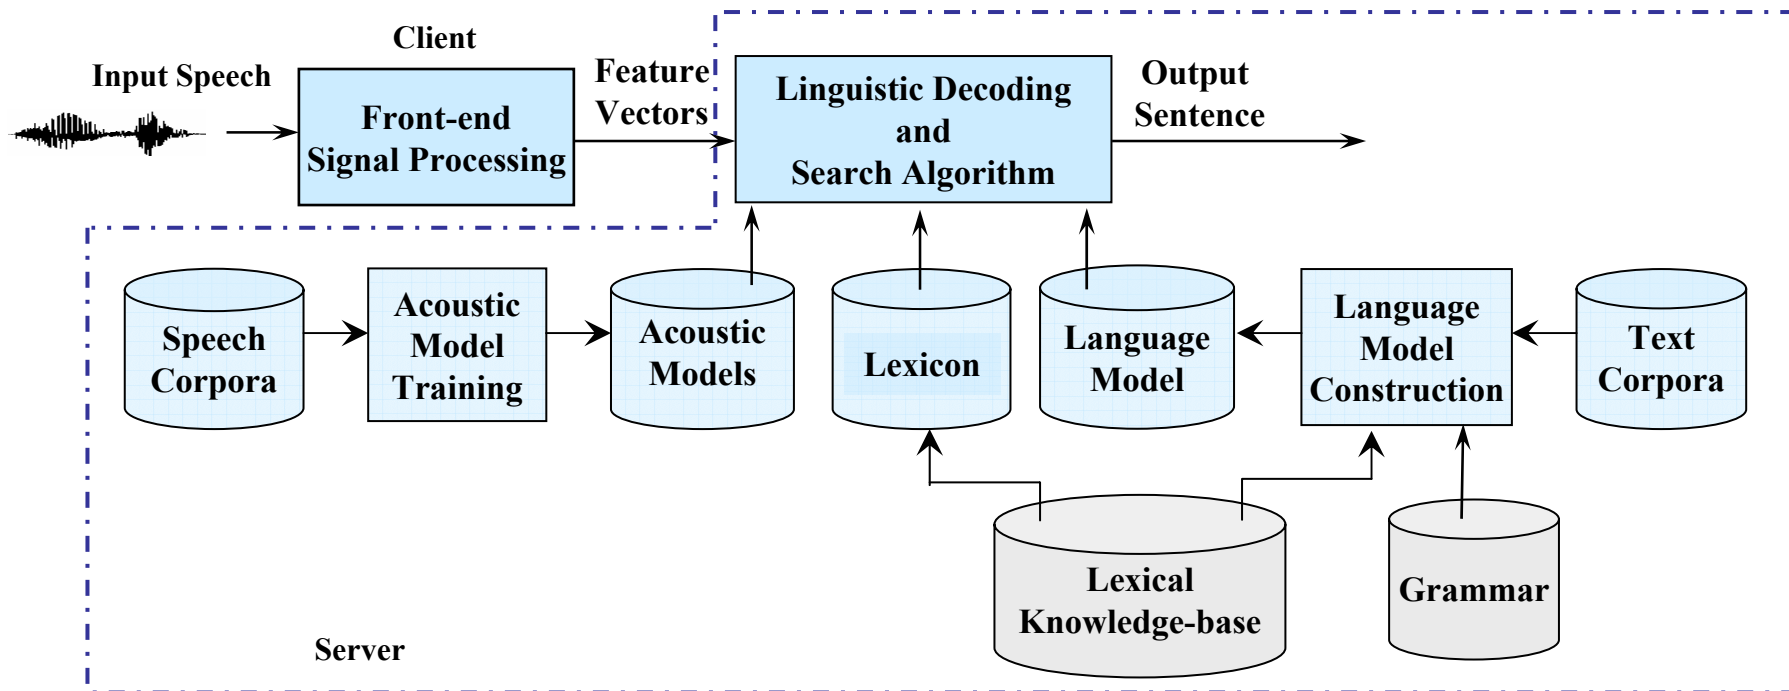 Client
Input Speech
Front-end
Signal Processing
Feature
Vectors
Linguistic Decoding
and
Search Algorithm
Output
Sentence
Speech
Corpora
Acoustic
Model
Training
Acoustic
Models
Lexicon
Language
Model
Language
Model
Construction
Text
Corpora
Lexical
Knowledge-base
Grammar
Server